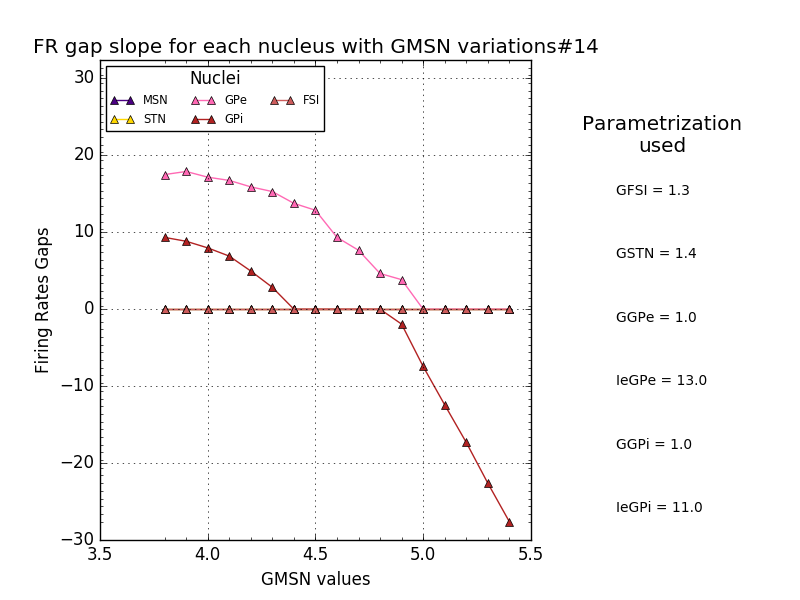 FR gap slope for each nucleus with GMSN variations#14
Nuclei
MSN GPe FSI
STN GPi
30
20
10
0
−10
−20
−30
Firing Rates Gaps
3.5 4.0 4.5 5.0 5.5
GMSN values
Parametrization
used
GFSI = 1.3
GSTN = 1.4
GGPe = 1.0
IeGPe = 13.0
GGPi = 1.0
IeGPi = 11.0